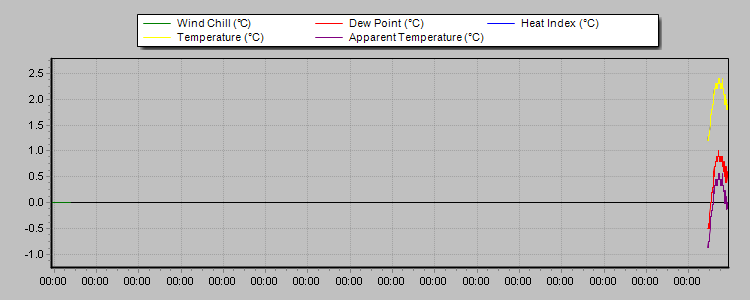 Wind Chill (°C) Dew Point (°C) Heat Index (°C)
Temperature (°C) Apparent Temperature (°C)
2.5
2.0
1.5
1.0
0.5
0.0
-0.5
-1.0
00:00 00:00 00:00 00:00 00:00 00:00 00:00 00:00 00:00 00:00 00:00 00:00 00:00 00:00 00:00 00:00